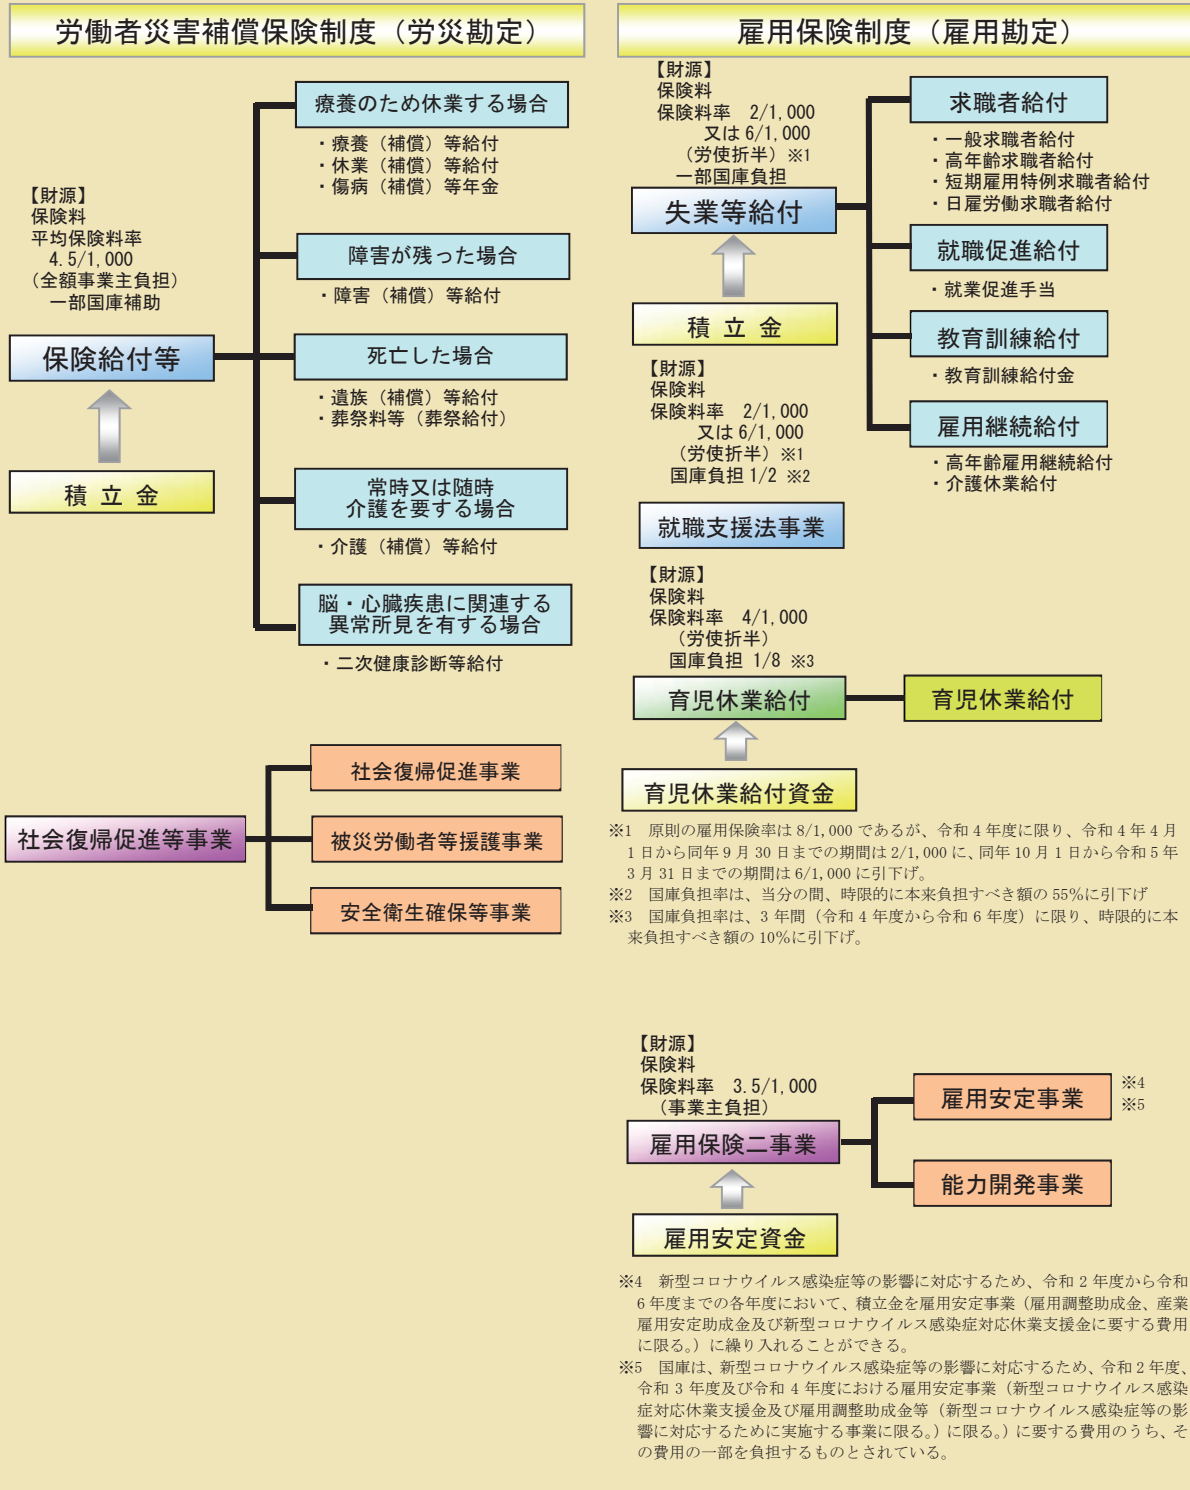 労働者災害補償保険制度（労災勘定）
療養のため休業する場合
・療養（補償）等給付
・休業（補償）等給付
・傷病（補償）等年金
【財源】
保険料
平均保険料率
4.5/1,000
（全額事業主負担）
一部国庫補助
障害が残った場合
・障害（補償）等給付
保険給付等
死亡した場合
・遺族（補償）等給付
・葬祭料等（葬祭給付）
積立金
常時又は随時
介護を要する場合
・介護（補償）等給付
脳・心臓疾患に関連する
異常所見を有する場合
・二次健康診断等給付
社会復帰促進等事業
社会復帰促進事業
被災労働者等援護事業
安全衛生確保等事業
雇用保険制度（雇用勘定）
【財源】
保険料
保険料率　2/1,000
又は 6/1,000
（労使折半）※1
一部国庫負担
失業等給付
積立金
求職者給付
・一般求職者給付
・高年齢求職者給付
・短期雇用特例求職者給付
・日雇労働求職者給付
就職促進給付
・就業促進手当
教育訓練給付
・教育訓練給付金
雇用継続給付
・高年齢雇用継続給付
・介護休業給付
【財源】
保険料
保険料率　2/1,000
又は 6/1,000
（労使折半）※1
国庫負担 1/2 ※2
就職支援法事業
【財源】
保険料
保険料率　4/1,000
（労使折半）
国庫負担 1/8 ※3
育児休業給付
育児休業給付
育児休業給付資金
※1　原則の雇用保険率は 8/1,000 であるが、令和 4 年度に限り、令和 4 年 4 月
1 日から同年 9 月 30 日までの期間は 2/1,000 に、同年 10 月 1 日から令和 5 年
3 月 31 日までの期間は 6/1,000 に引下げ。
※2　国庫負担率は、当分の間、時限的に本来負担すべき額の 55％に引下げ
※3　国庫負担率は、3 年間（令和 4 年度から令和 6 年度）に限り、時限的に本
来負担すべき額の 10％に引下げ。
【財源】
保険料
保険料率　3.5/1,000
（事業主負担）
雇用保険二事業
雇用安定資金
雇用安定事業
※4
※5
能力開発事業
※4　新型コロナウイルス感染症等の影響に対応するため、令和 2 年度から令和
6 年度までの各年度において、積立金を雇用安定事業（雇用調整助成金、産業
雇用安定助成金及び新型コロナウイルス感染症対応休業支援金に要する費用
に限る。）に繰り入れることができる。
※5　国庫は、新型コロナウイルス感染症等の影響に対応するため、令和 2 年度、
令和 3 年度及び令和 4 年度における雇用安定事業（新型コロナウイルス感染
症対応休業支援金及び雇用調整助成金等（新型コロナウイルス感染症等の影
響に対応するために実施する事業に限る。）に限る。）に要する費用のうち、そ
の費用の一部を負担するものとされている。